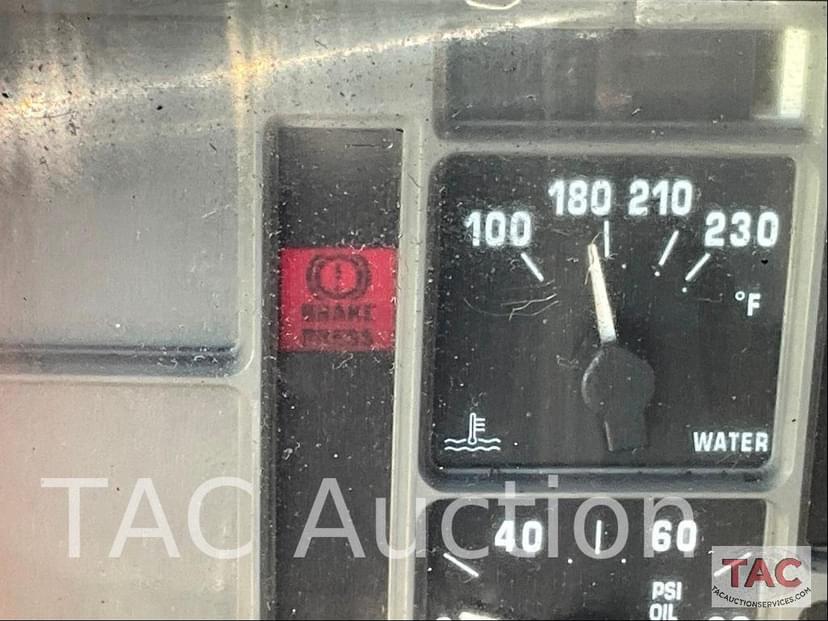 180 210
100 230
°F
BRAKE
PRESS
WATER
TAC Auction
40 60
TAC
TACAUCTIONSERVICES.COM
PSI
OIL